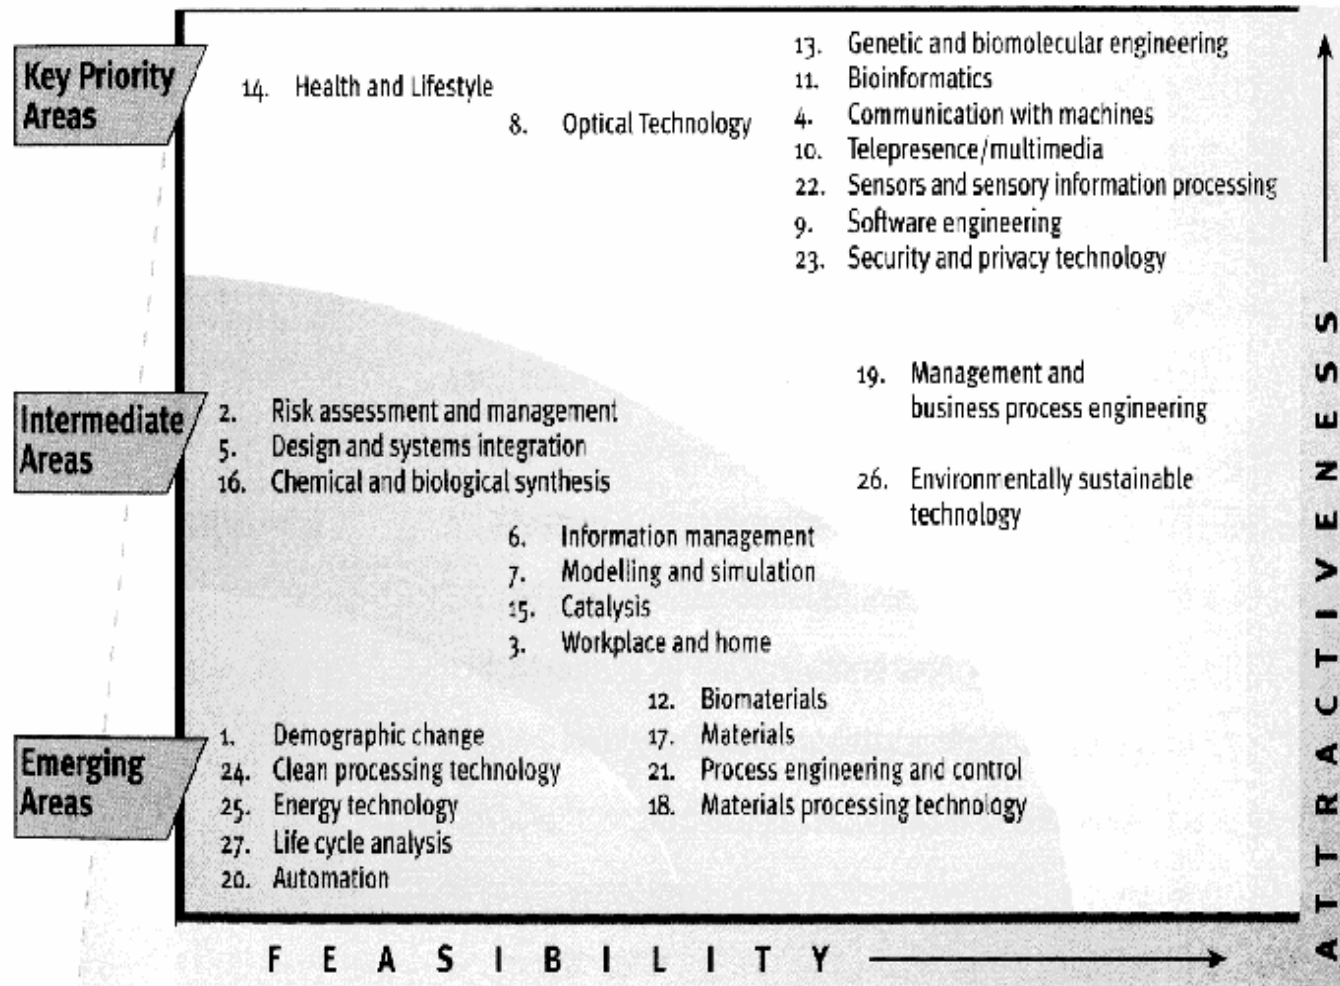 Key Priority
Areas
14. Health and Lifestyle
8. Optical Technology
13. Genetic and biomolecular engineering
11. Bioinformatics
4. Communication with machines
10. Telepresence/multimedia
22. Sensors and sensory information processing
9. Software engineering
23. Security and privacy technology
Intermediate
Areas
2. Risk assessment and management
5. Design and systems integration
16. Chemical and biological synthesis
19. Management and
business process engineering
26. Environmentally sustainable
technology
6. Information management
7. Modelling and simulation
15. Catalysis
3. Workplace and home
12. Biomaterials
17. Materials
21. Process engineering and control
18. Materials processing technology
Emerging
Areas
1. Demographic change
24. Clean processing technology
25. Energy technology
27. Life cycle analysis
20. Automation
FEASIBILITY
ATTRACTIVENESS